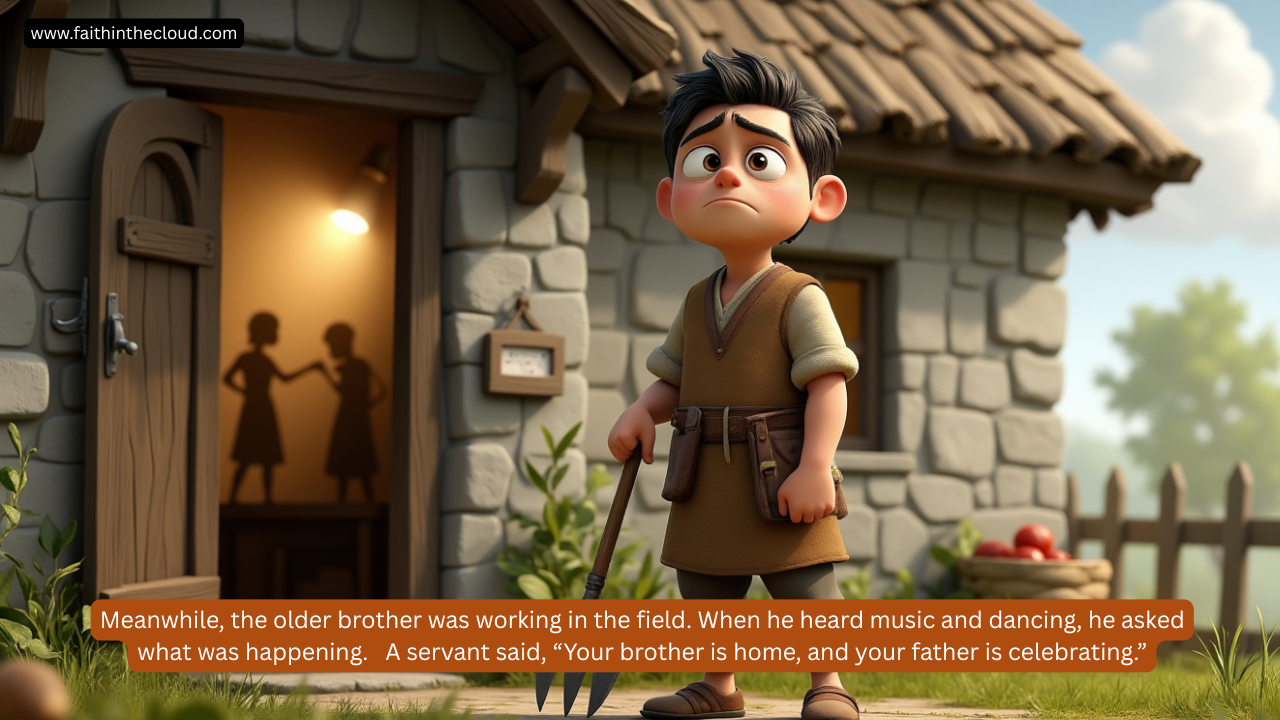 www.faithinthecloud.com
Meanwhile, the older brother was working in the field. When he heard music and dancing, he asked
what was happening.   A servant said, “Your brother is home, and your father is celebrating.”